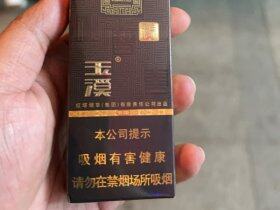 玉溪®
红塔烟草(集团)有限责任公司出品
本公司提示
吸烟有害健康
请勿在禁烟场所吸烟